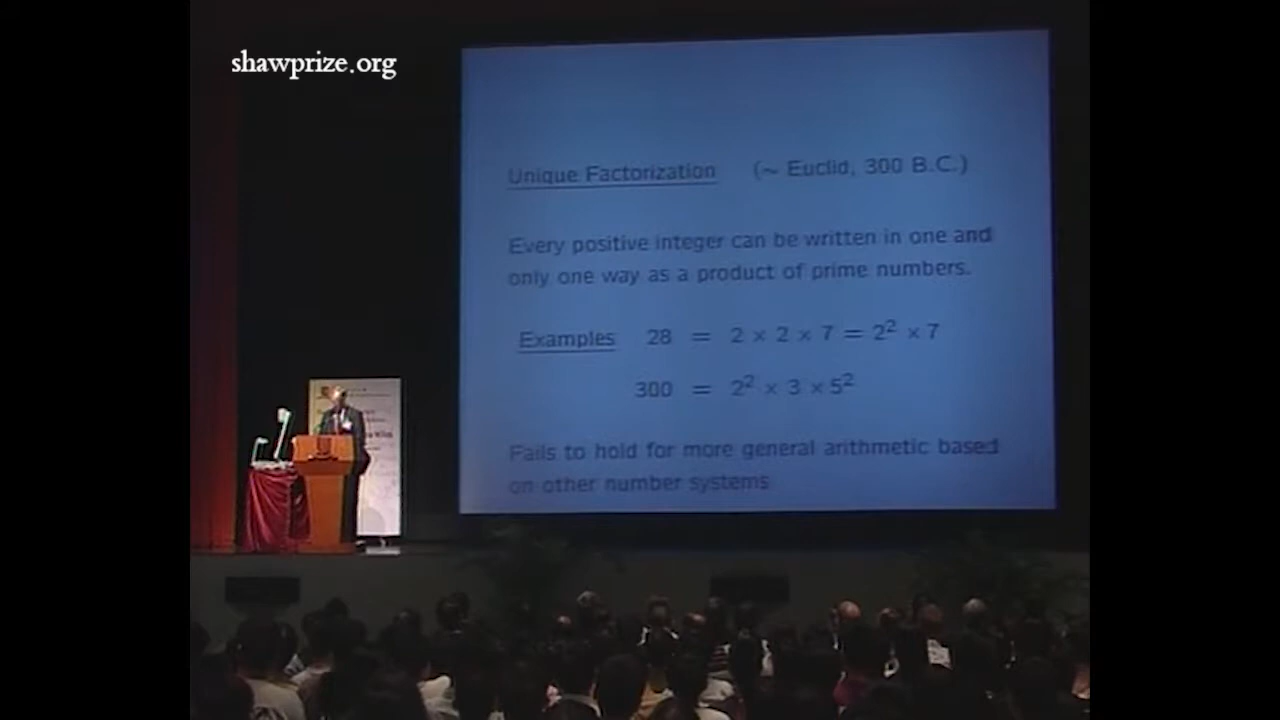 shawprize.org
Unique Factorization (~ Euclid, 300 B.C.)
Every positive integer can be written in one and
only one way as a product of prime numbers.
Examples 28 = 2 × 2 × 7 = 2² × 7
300 = 2² × 3 × 5²
Fails to hold for more general arithmetic based
on other number systems